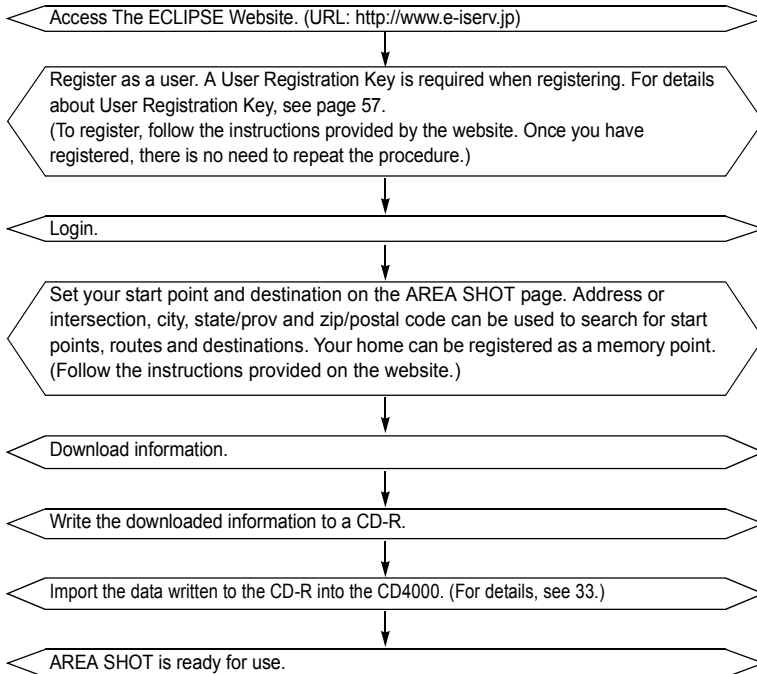 Access The ECLIPSE Website. (URL: http://www.e-iserv.jp)
Register as a user. A User Registration Key is required when registering. For details
about User Registration Key, see page 57.
(To register, follow the instructions provided by the website. Once you have
registered, there is no need to repeat the procedure.)
Login.
Set your start point and destination on the AREA SHOT page. Address or
intersection, city, state/prov and zip/postal code can be used to search for start
points, routes and destinations. Your home can be registered as a memory point.
(Follow the instructions provided on the website.)
Download information.
Write the downloaded information to a CD-R.
Import the data written to the CD-R into the CD4000. (For details, see 33.)
AREA SHOT is ready for use.